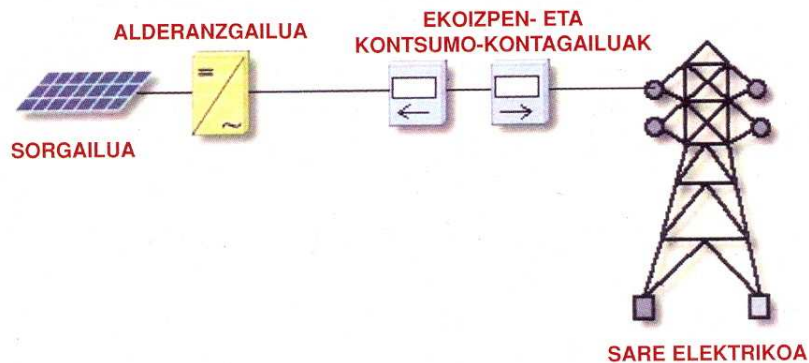 ALDERANZGAILUA
EKOIZPEN- ETA
KONTSUMO-KONTAGAILUAK
SORGAILUA
SARE ELEKTRIKOA